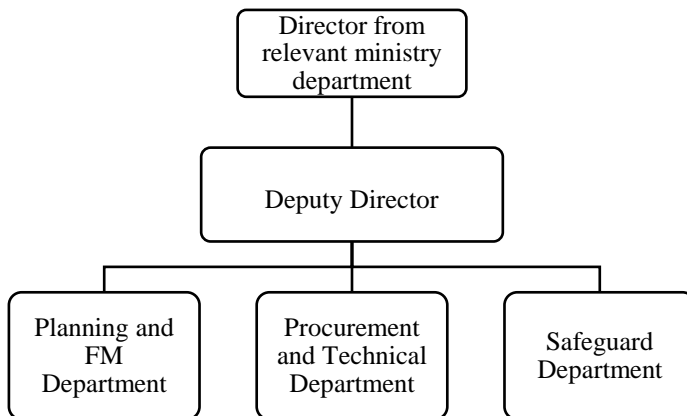 Director from
relevant ministry
department
Deputy Director
Planning and
FM
Department
Procurement
and Technical
Department
Safeguard
Department